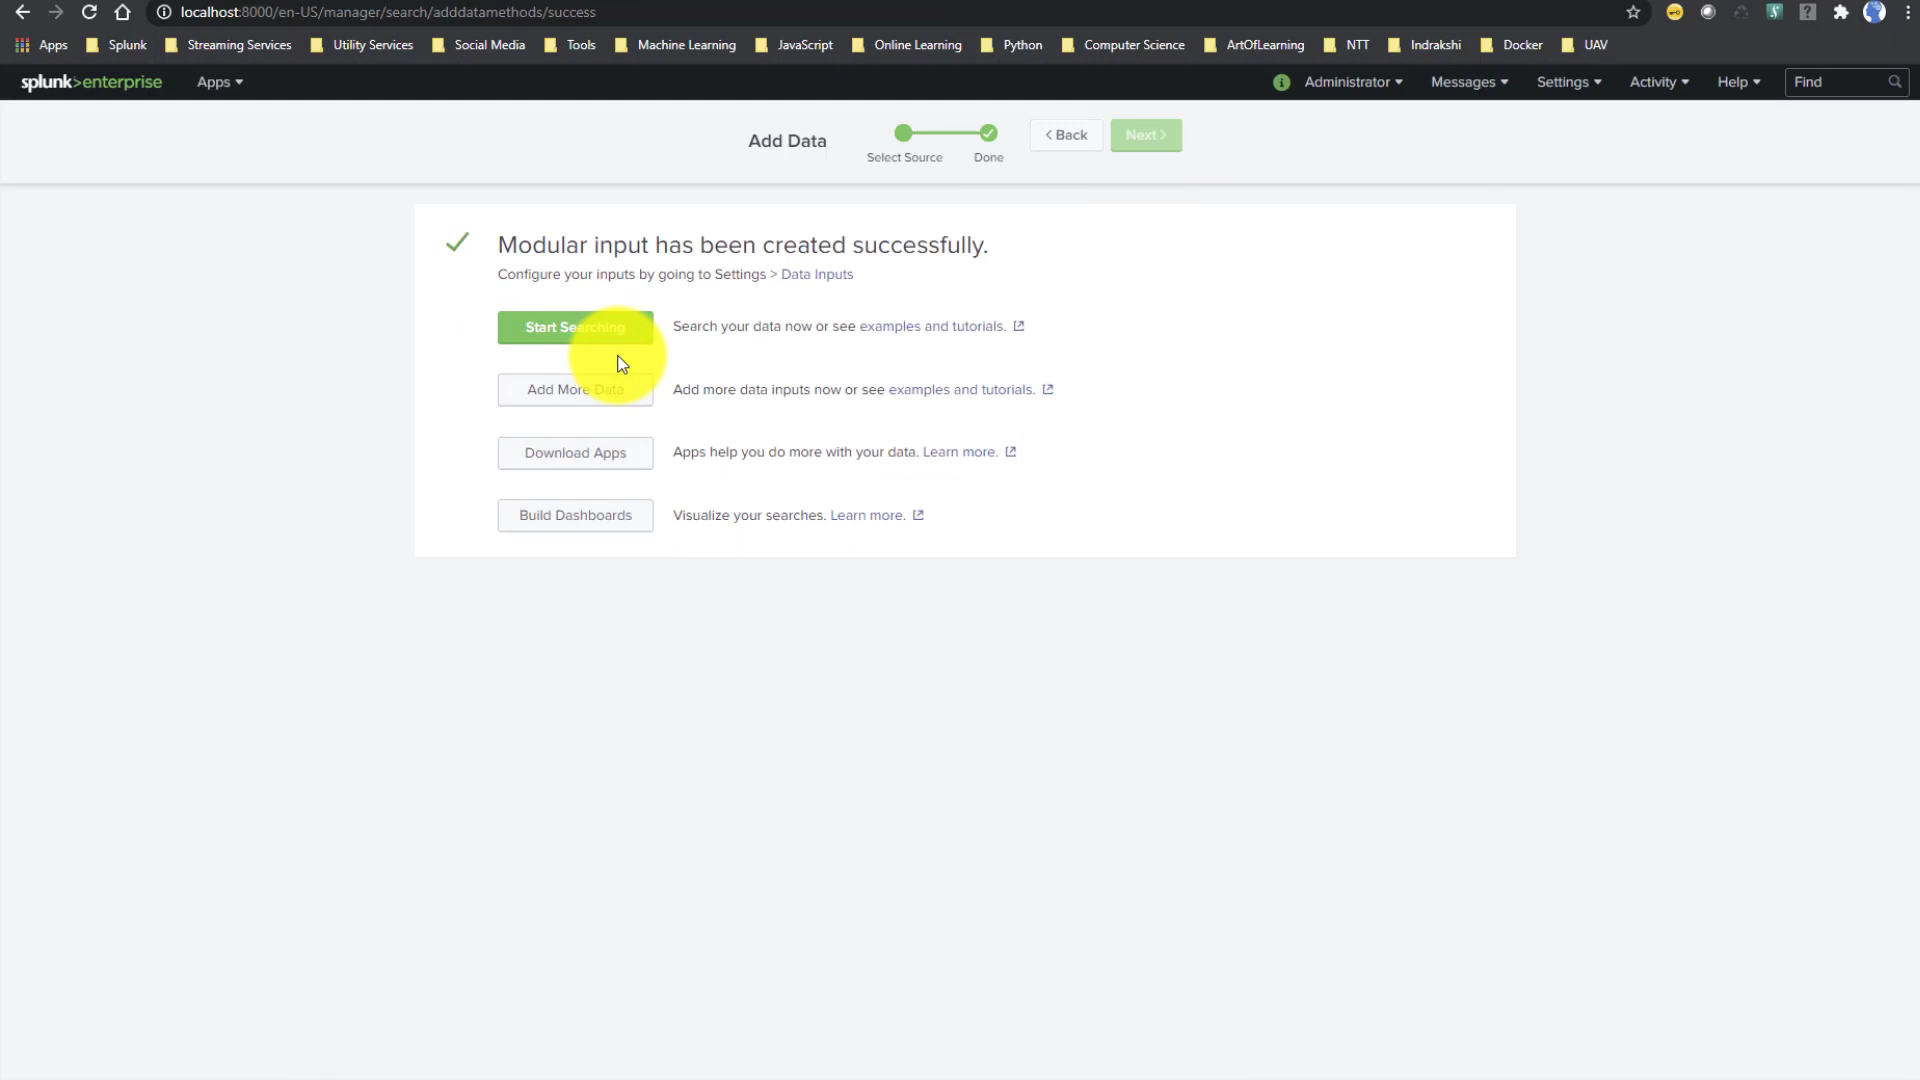 localhost:8000/en-US/manager/search/adddatamethods/success
Apps Splunk Streaming Services Utility Services Social Media Tools Machine Learning JavaScript Online Learning Python Computer Science ArtOfLearning NTT Indrakshi Docker UAV
splunk>enterprise Apps Administrator Messages Settings Activity Help Find
Add Data Select Source Done < Back Next >
Modular input has been created successfully.
Configure your inputs by going to Settings > Data Inputs
Start Searching Search your data now or see examples and tutorials.
Add More Data Add more data inputs now or see examples and tutorials.
Download Apps Apps help you do more with your data. Learn more.
Build Dashboards Visualize your searches. Learn more.